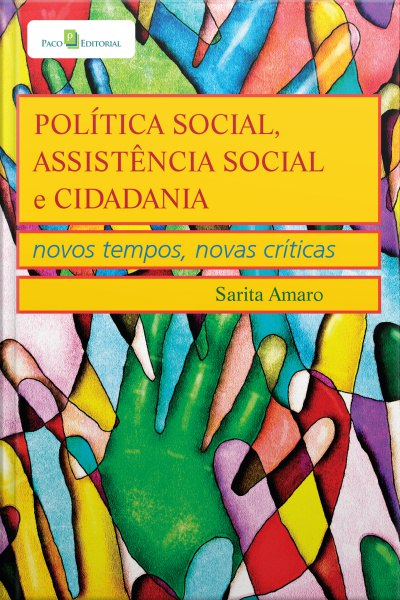 PACO EDITORIAL
POLÍTICA SOCIAL,
ASSISTÊNCIA SOCIAL
e CIDADANIA
novos tempos, novas críticas
Sarita Amaro